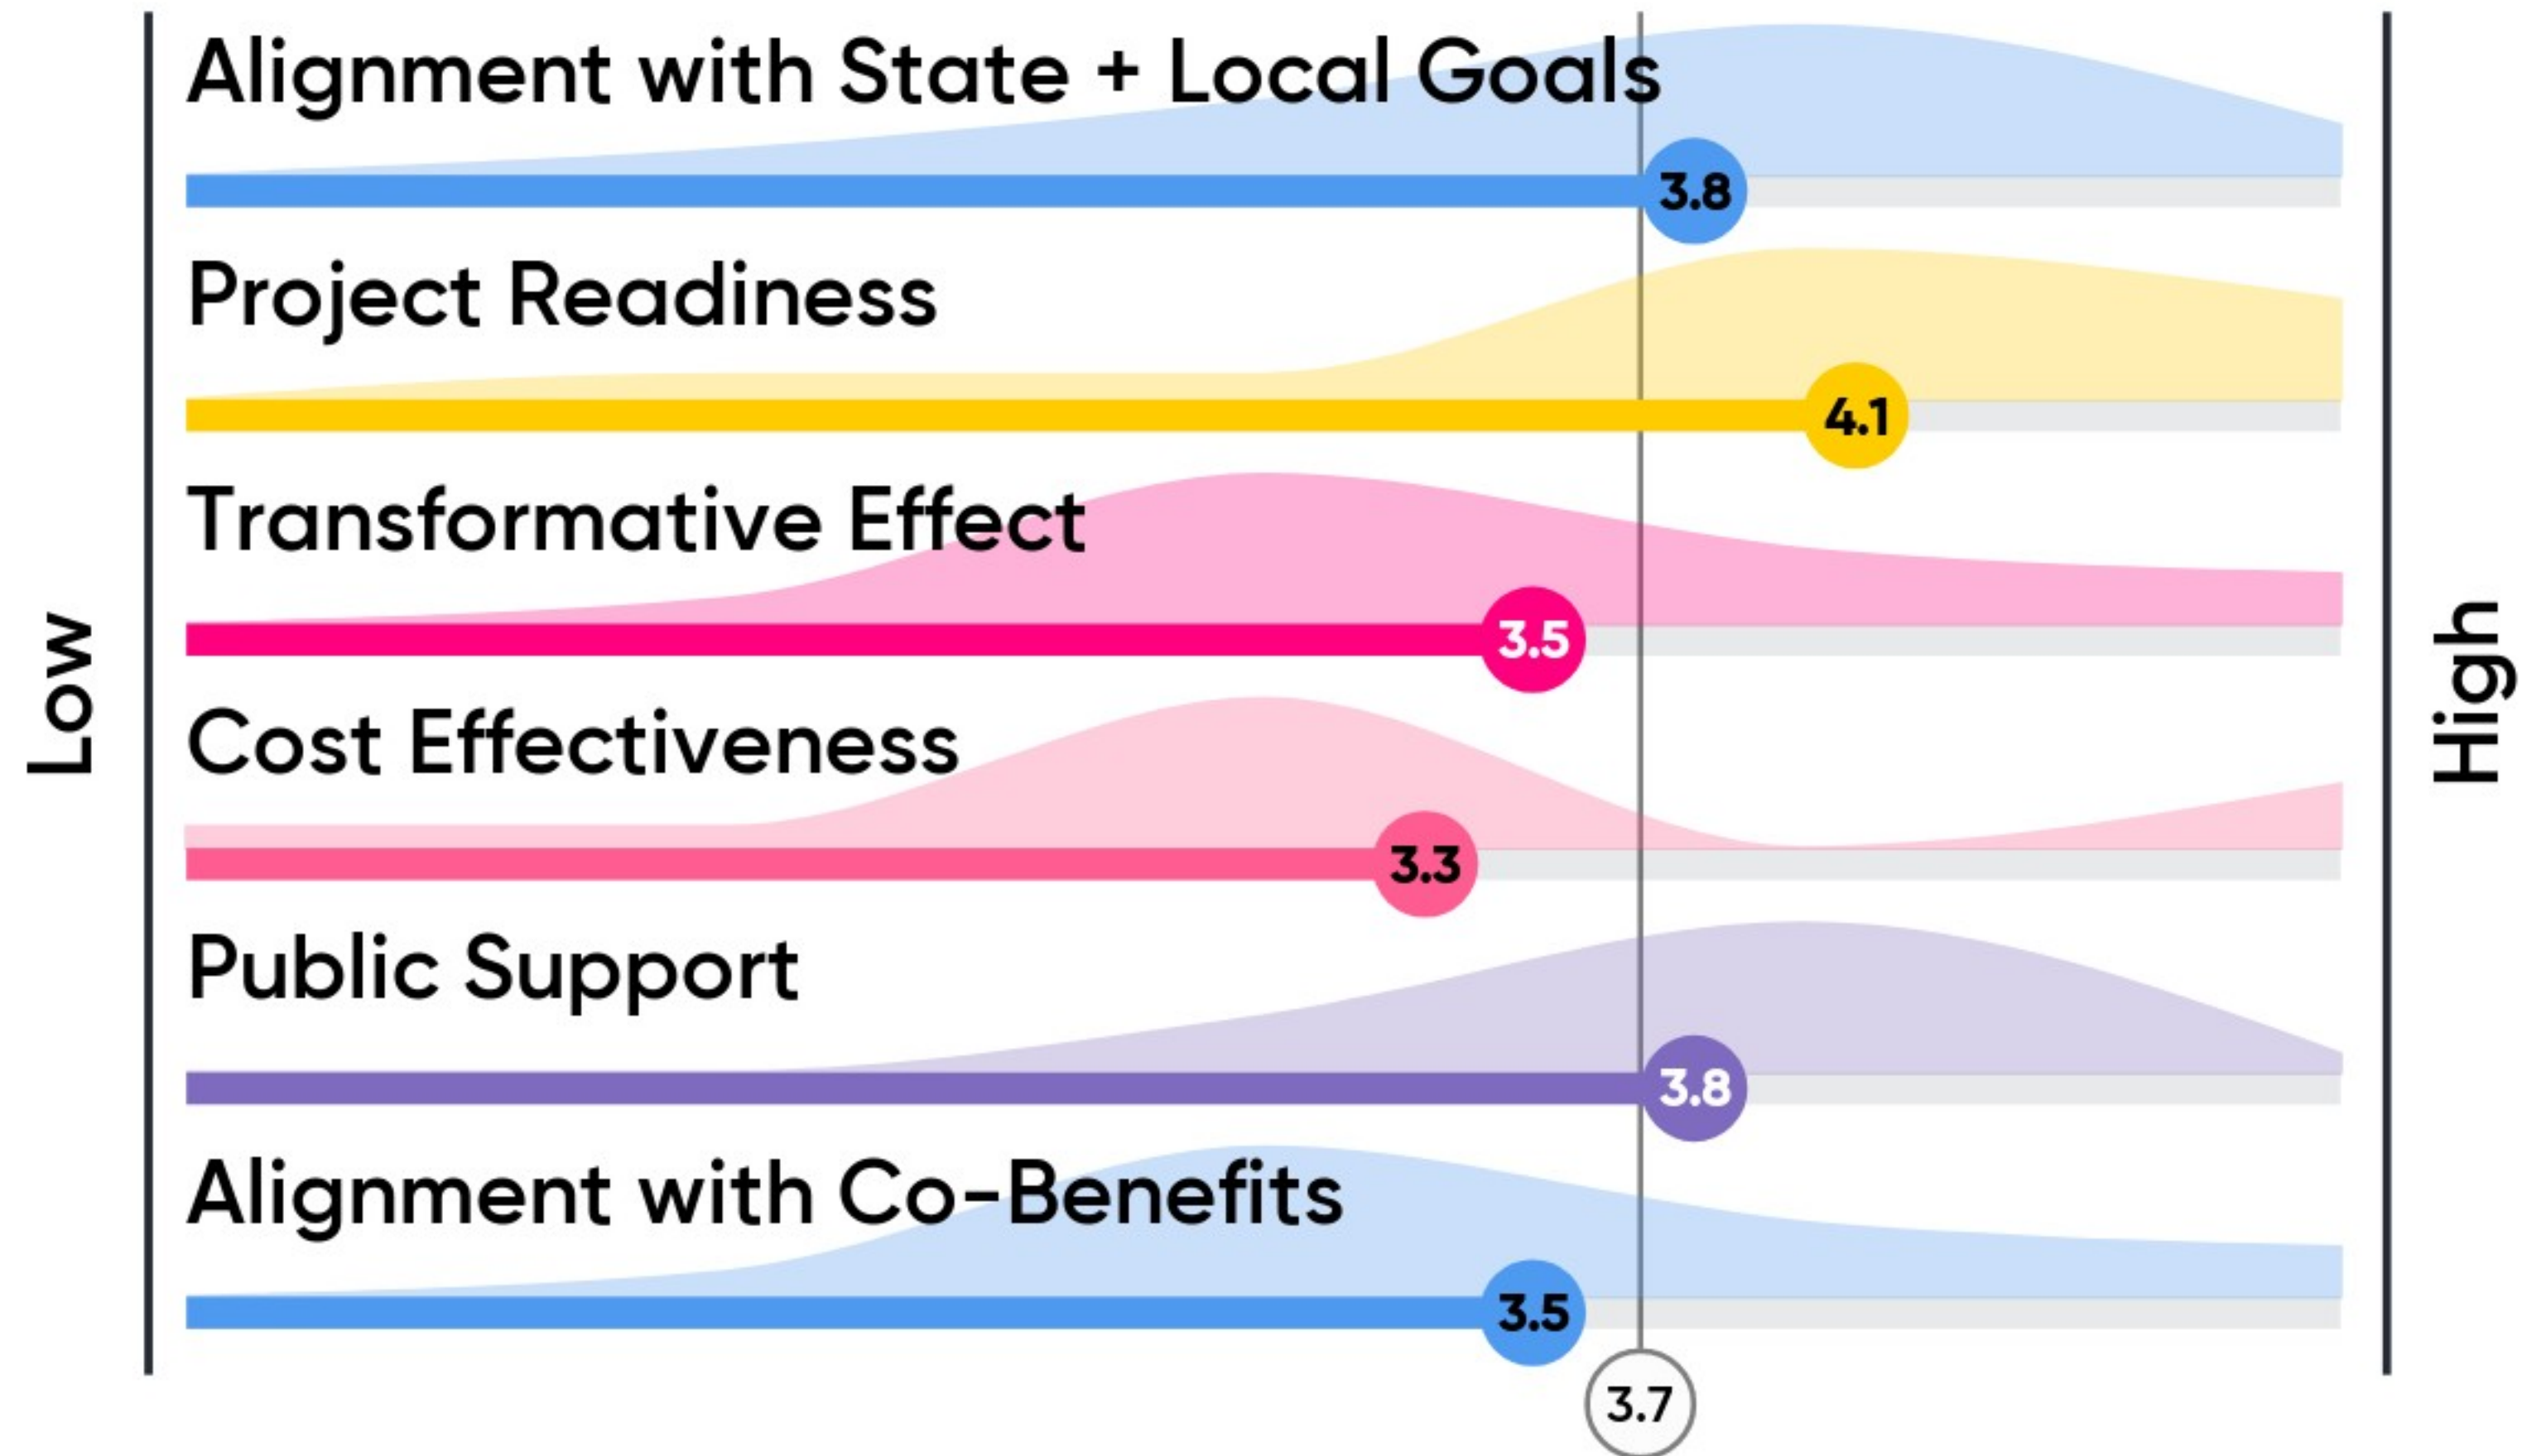 Alignment with State + Local Goals
3.8
Project Readiness
4.1
Transformative Effect
3.5
Low
High
Cost Effectiveness
3.3
Public Support
3.8
Alignment with Co-Benefits
3.5
3.7